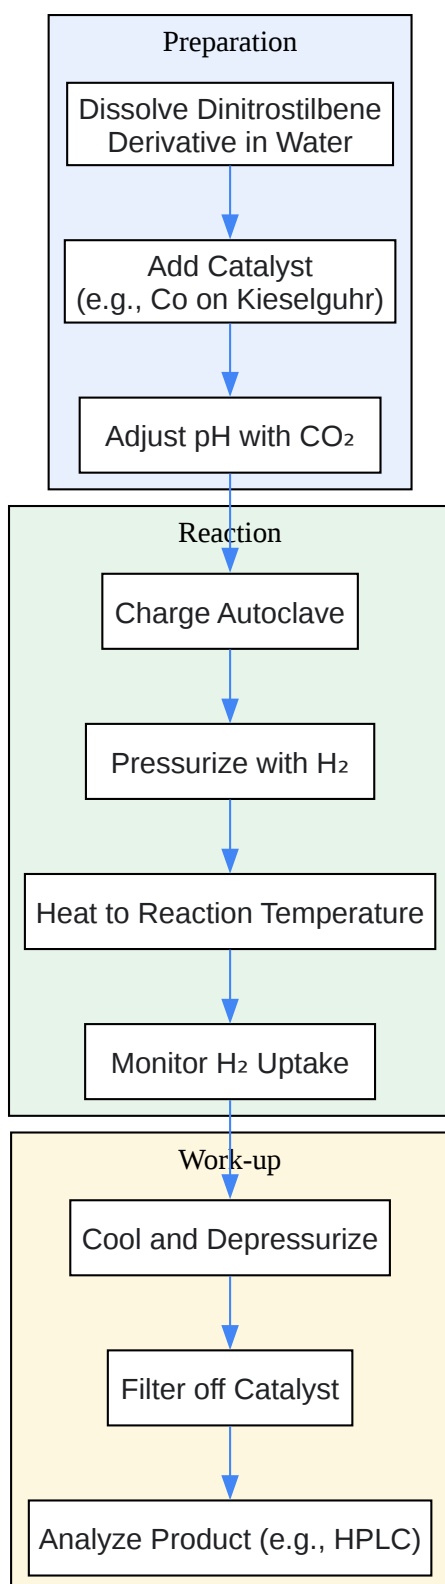 Preparation
Dissolve Dinitrostilbene
Derivative in Water
Add Catalyst
(e.g., Co on Kieselguhr)
Adjust pH with CO₂
Reaction
Charge Autoclave
Pressurize with H₂
Heat to Reaction Temperature
Monitor H₂ Uptake
Work-up
Cool and Depressurize
Filter off Catalyst
Analyze Product (e.g., HPLC)